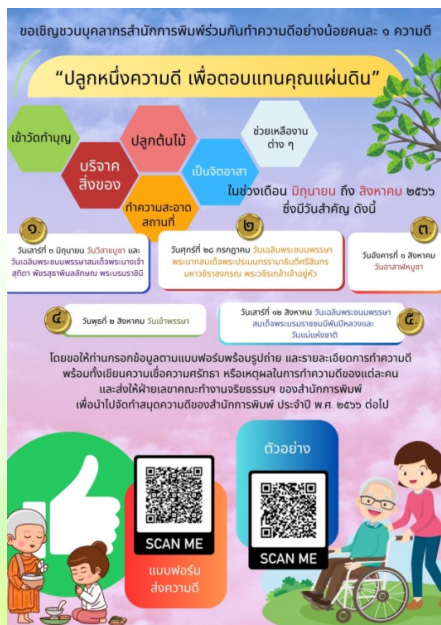 ขอเชิญชวนบุคลากรสำนักการพิมพ์ร่วมกันทำความดีอย่างน้อยคนละ ๑ ความดี
“ปลูกหนึ่งความดี เพื่อตอบแทนคุณแผ่นดิน”
เข้าวัดทำบุญ
บริจาค
สิ่งของ
ปลูกต้นไม้
ทำความสะอาด
สถานที่
เป็นจิตอาสา
ช่วยเหลืองาน
ต่าง ๆ
ในช่วงเดือน มิถุนายน ถึง สิงหาคม ๒๕๖๖
ซึ่งมีวันสำคัญ ดังนี้
๑.
วันเสาร์ที่ ๓ มิถุนายน วันวิสาขบูชา และ
วันเฉลิมพระชนมพรรษาสมเด็จพระนางเจ้า
สุทิดา พัชรสุธาพิมลลักษณ พระบรมราชินี
๒
วันศุกร์ที่ ๒๘ กรกฎาคม วันเฉลิมพระชนมพรรษา
พระบาทสมเด็จพระปรเมนทรรามาธิบดีศรีสินทร
มหาวชิราลงกรณ พระวชิรเกล้าเจ้าอยู่หัว
๓
วันอังคารที่ ๑ สิงหาคม
วันอาสาฬหบูชา
๔
วันพุธที่ ๒ สิงหาคม วันเข้าพรรษา
๕.
วันเสาร์ที่ ๑๒ สิงหาคม วันเฉลิมพระชนมพรรษา
สมเด็จพระบรมราชชนนีพันปีหลวงและ
วันแม่แห่งชาติ
โดยขอให้ท่านกรอกข้อมูลตามแบบฟอร์มพร้อมรูปถ่าย และรายละเอียดการทำความดี
พร้อมทั้งเขียนความเชื่อความศรัทธา หรือเหตุผลในการทำความดีของแต่ละคน
และส่งให้ฝ่ายเลขาคณะทำงานจริยธรรมฯ ของสำนักการพิมพ์
เพื่อนำไปจัดทำสมุดความดีของสำนักการพิมพ์ ประจำปี พ.ศ. ๒๕๖๖ ต่อไป
ตัวอย่าง
SCAN ME
SCAN ME
แบบฟอร์ม
ส่งความดี